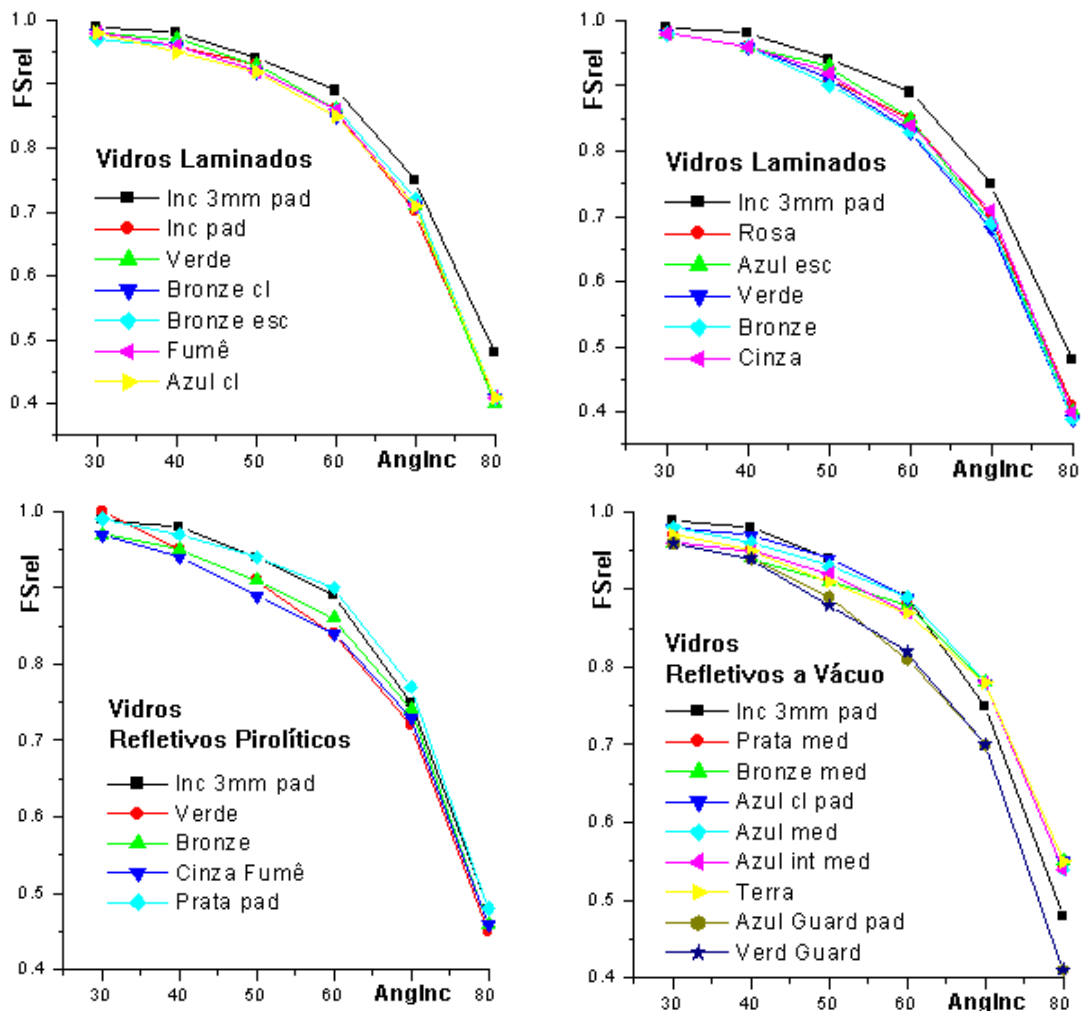 1.0
0.9
0.8
0.7
0.6
0.5
0.4
FSrel
Vidros Laminados
Inc 3mm pad
Inc pad
Verde
Bronze cl
Bronze esc
Fumê
Azul cl
30 40 50 60 AngInc 80
1.0
0.9
0.8
0.7
0.6
0.5
0.4
FSrel
Vidros Laminados
Inc 3mm pad
Rosa
Azul esc
Verde
Bronze
Cinza
30 40 50 60 AngInc 80
1.0
0.9
0.8
0.7
0.6
0.5
0.4
FSrel
Vidros
Refletivos Pirolíticos
Inc 3mm pad
Verde
Bronze
Cinza Fumê
Prata pad
30 40 50 60 AngInc 80
1.0
0.9
0.8
0.7
0.6
0.5
0.4
FSrel
Vidros
Refletivos a Vácuo
Inc 3mm pad
Prata med
Bronze med
Azul cl pad
Azul med
Azul int med
Terra
Azul Guard pad
Verd Guard
30 40 50 60 AngInc 80